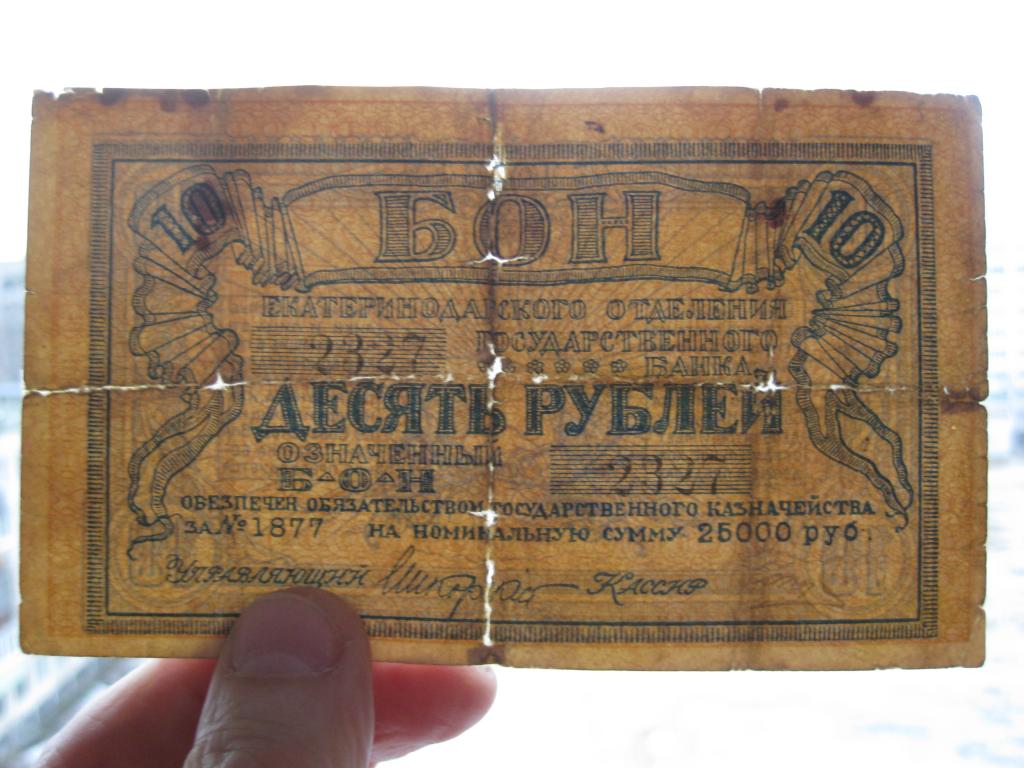 10 БОН 10
ЕКАТЕРИНОДАРСКОГО ОТДЕЛЕНИЯ
2327 ГОСУДАРСТВЕННОГО
БАНКА
ДЕСЯТЬ РУБЛЕЙ
ОЗНАЧЕННЫЙ
Б-О-Н 2327
ОБЕЗПЕЧЕН ОБЯЗАТЕЛЬСТВОМ ГОСУДАРСТВЕННОГО КАЗНАЧЕЙСТВА
ЗА № 1877 НА НОМИНАЛЬНУЮ СУММУ 25000 руб.
Управляющий Кассир